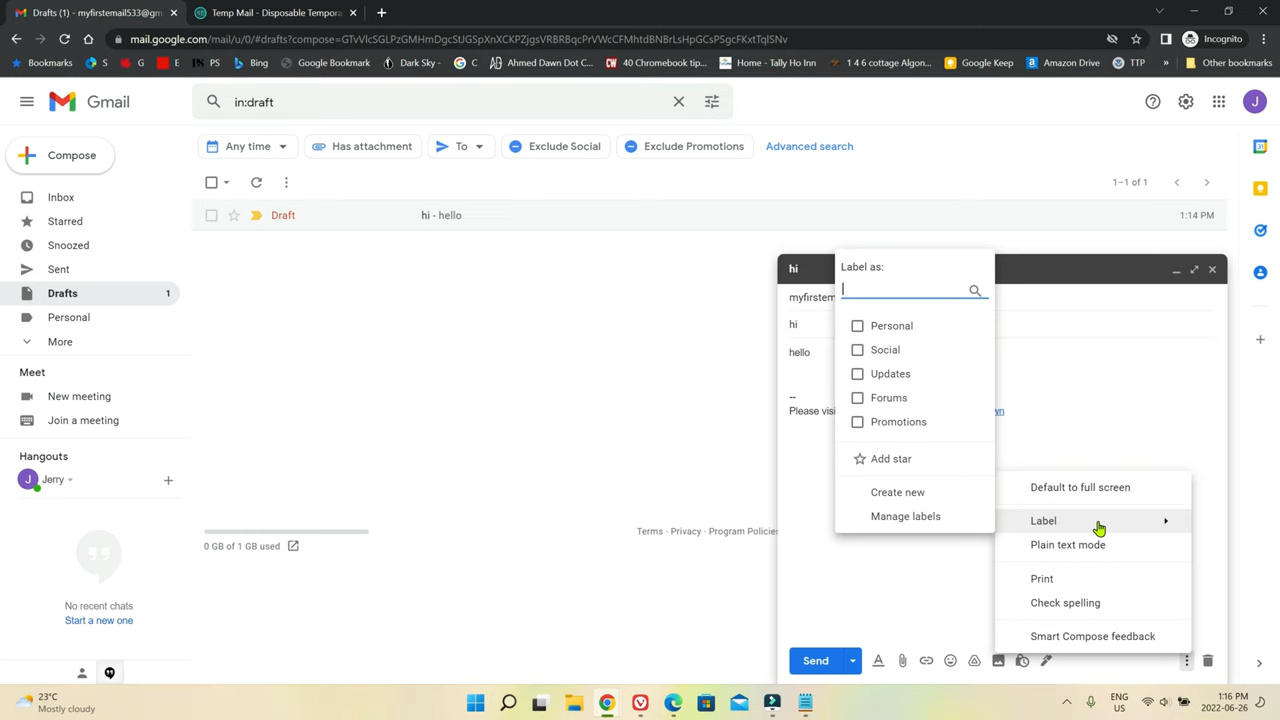 Drafts (1) - myfirstemail533@gm
Temp Mail - Disposable Tempora
mail.google.com/mail/u/0/#drafts?compose=GTvVlcSGLPzGMHmDgcStUGSpXnXCXPZjgsVRBRBqcPrVWcCFMhtdBNBrLsHpGCsPSgcFKxtTqlSNv
Incognito
Bookmarks
S
G
E
PS
Bing
Google Bookmark
Dark Sky -
C
Ahmed Dawn Dot C...
40 Chromebook tip...
Home - Tally Ho Inn
1 4 6 cottage Algon...
Google Keep
Amazon Drive
TTP
»
Other bookmarks
Gmail
in:draft
J
Compose
Any time
Has attachment
To
Exclude Social
Exclude Promotions
Advanced search
1–1 of 1
Inbox
Starred
Snoozed
Sent
Drafts 1
Personal
More
Draft
hi - hello
1:14 PM
Meet
New meeting
Join a meeting
Hangouts
J
Jerry
No recent chats
Start a new one
0 GB of 1 GB used
Terms · Privacy · Program Policies
hi
myfirstem
hi
hello
--
Please visi
wn
Label as:
Personal
Social
Updates
Forums
Promotions
Add star
Create new
Manage labels
Default to full screen
Label
Plain text mode
Print
Check spelling
Smart Compose feedback
Send
23°C
Mostly cloudy
ENG
US
1:16 PM
2022-06-26